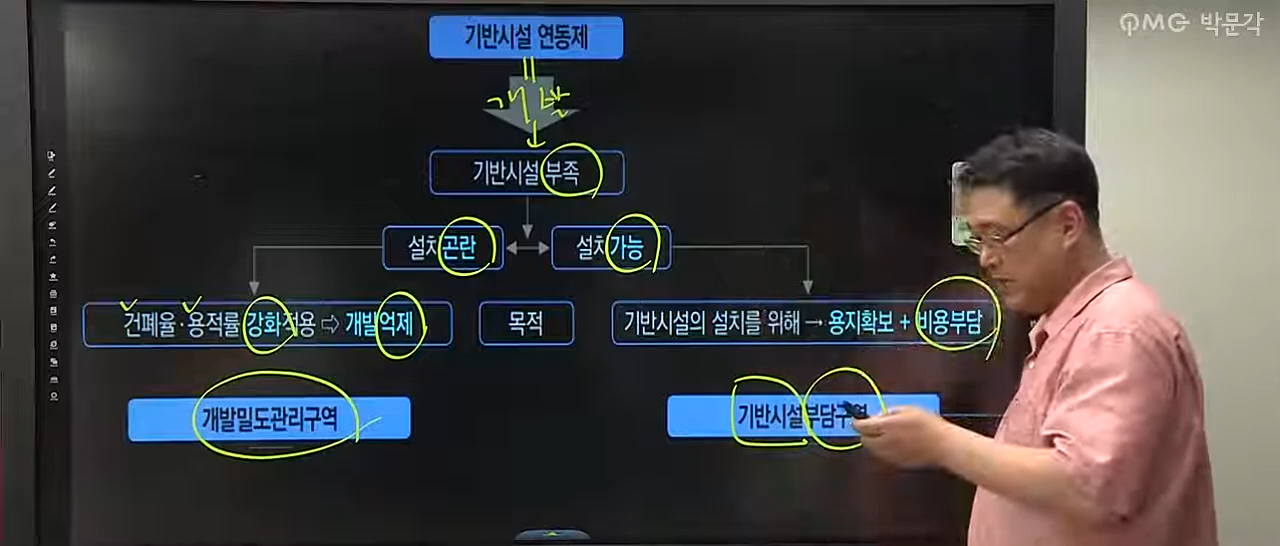 QMG 박문각
기반시설 연동제
개발
기반시설 부족
설치곤란
설치가능
건폐율·용적률 강화적용 ⇨ 개발억제
목적
기반시설의 설치를 위해 → 용지확보 + 비용부담
개발밀도관리구역
기반시설부담구역